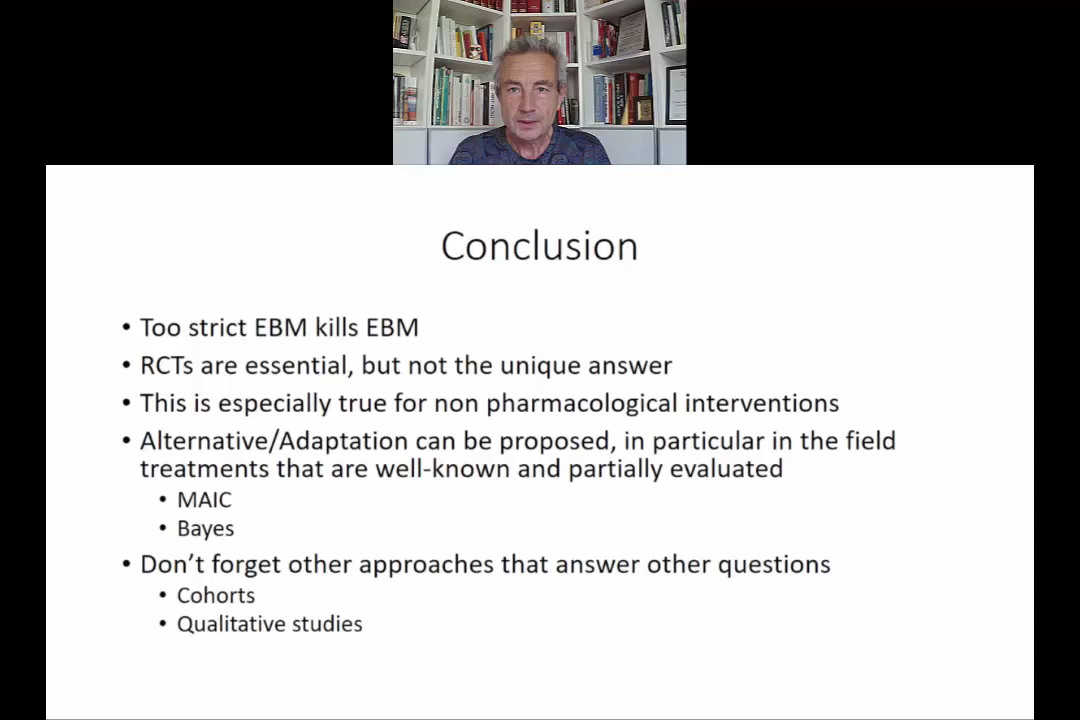 Conclusion
• Too strict EBM kills EBM
• RCTs are essential, but not the unique answer
• This is especially true for non pharmacological interventions
• Alternative/Adaptation can be proposed, in particular in the field
treatments that are well-known and partially evaluated
• MAIC
• Bayes
• Don't forget other approaches that answer other questions
• Cohorts
• Qualitative studies